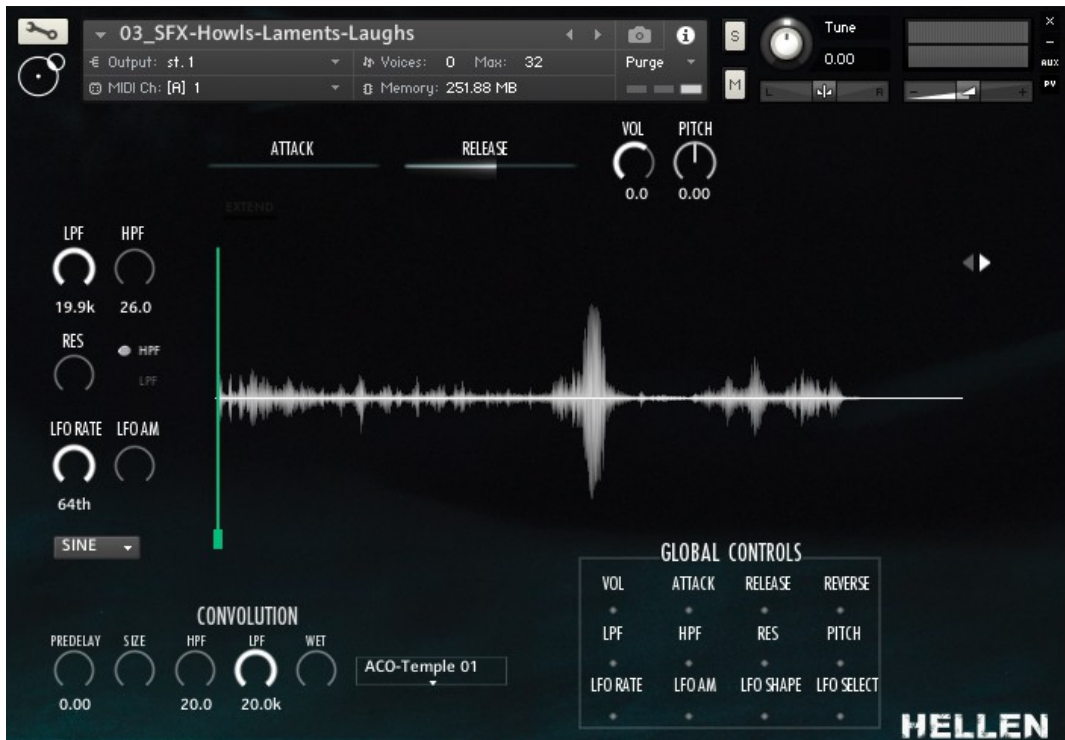 03_SFX-Howls-Laments-Laughs
Output: st. 1
Voices: 0 Max: 32
Purge
MIDI Ch: [A] 1
Memory: 251.88 MB
S
M
Tune
0.00
L
R
AUX
PV
ATTACK
RELEASE
VOL PITCH
0.0 0.00
EXTEND
LPF HPF
19.9k 26.0
RES
HPF
LPF
LFO RATE LFO AM
64th
SINE
CONVOLUTION
PREDELAY SIZE HPF LPF WET
0.00 20.0 20.0k
ACO-Temple 01
GLOBAL CONTROLS
VOL ATTACK RELEASE REVERSE
LPF HPF RES PITCH
LFO RATE LFO AM LFO SHAPE LFO SELECT
HELLEN